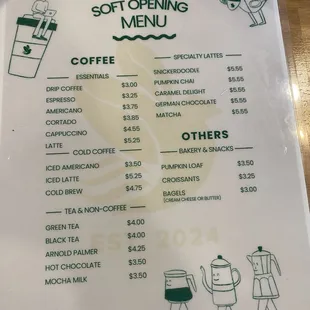 SOFT OPENING
MENU
COFFEE
ESSENTIALS
DRIP COFFEE $3.00
ESPRESSO $3.25
AMERICANO $3.75
CORTADO $3.85
CAPPUCCINO $4.55
LATTE $5.25
COLD COFFEE
ICED AMERICANO $3.50
ICED LATTE $5.25
COLD BREW $4.75
TEA & NON-COFFEE
GREEN TEA $4.00
BLACK TEA $4.00
ARNOLD PALMER $4.25
HOT CHOCOLATE $3.50
MOCHA MILK $3.50
SPECIALTY LATTES
SNICKERDOODLE $5.55
PUMPKIN CHAI $5.55
CARAMEL DELIGHT $5.55
GERMAN CHOCOLATE $5.55
MATCHA $5.55
OTHERS
BAKERY & SNACKS
PUMPKIN LOAF $3.50
CROISSANTS $3.25
BAGELS $3.00
(CREAM CHEESE OR BUTTER)
EST. 2024